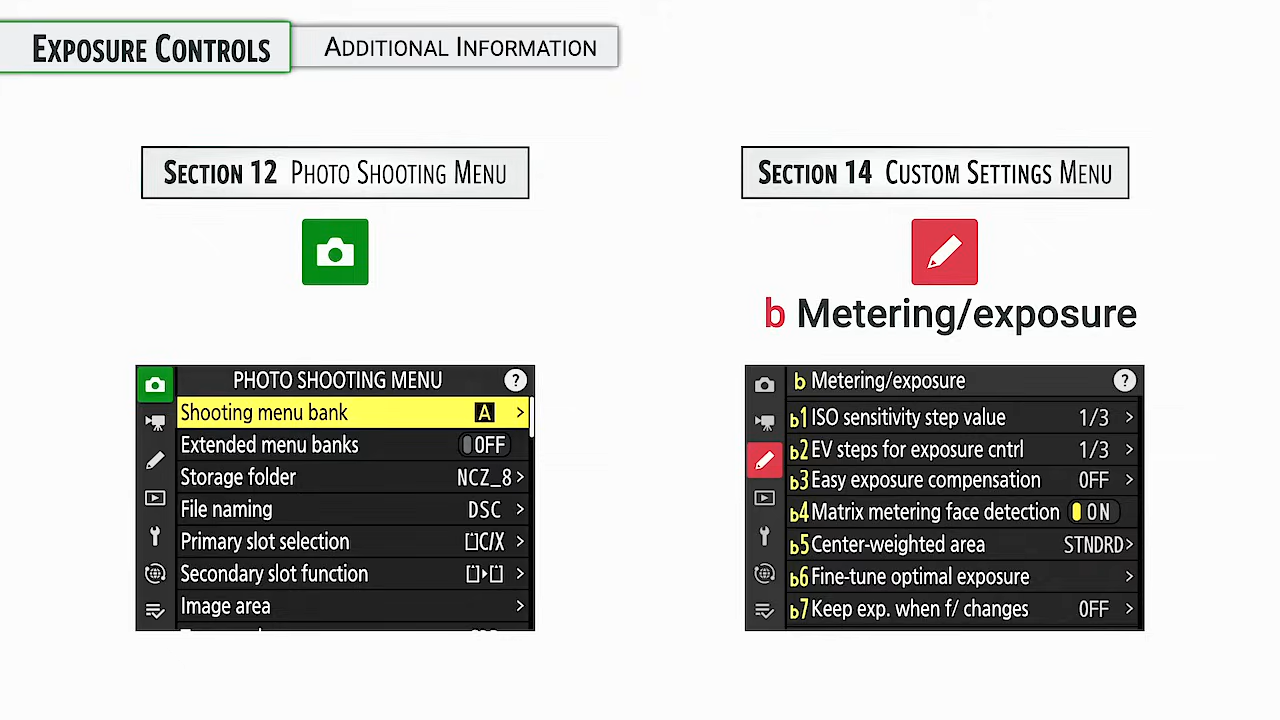 EXPOSURE CONTROLS
ADDITIONAL INFORMATION
SECTION 12 PHOTO SHOOTING MENU
SECTION 14 CUSTOM SETTINGS MENU
b Metering/exposure
PHOTO SHOOTING MENU ?
Shooting menu bank A >
Extended menu banks OFF
Storage folder NCZ_8 >
File naming DSC >
Primary slot selection C/X >
Secondary slot function >
Image area >
b Metering/exposure ?
b1 ISO sensitivity step value 1/3 >
b2 EV steps for exposure cntrl 1/3 >
b3 Easy exposure compensation OFF >
b4 Matrix metering face detection ON
b5 Center-weighted area STNDRD >
b6 Fine-tune optimal exposure >
b7 Keep exp. when f/ changes OFF >